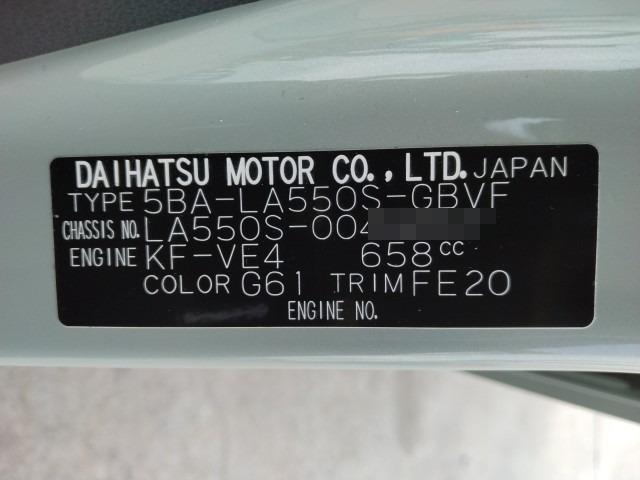 DAIHATSU MOTOR CO., LTD. JAPAN
TYPE 5BA-LA550S-GBVF
CHASSIS NO. LA550S-004
ENGINE KF-VE4 658cc
COLOR G61 TRIM FE20
ENGINE NO.